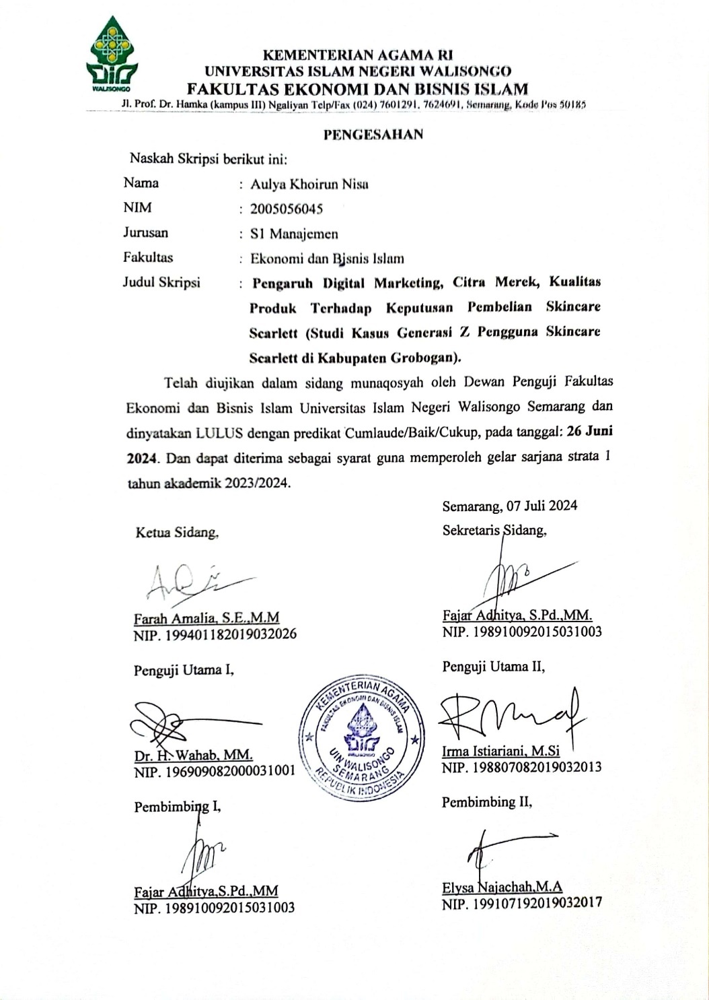 WALISONGO
KEMENTERIAN AGAMA RI
UNIVERSITAS ISLAM NEGERI WALISONGO
FAKULTAS EKONOMI DAN BISNIS ISLAM
Jl. Prof. Dr. Hamka (kampus III) Ngaliyan Telp/Fax (024) 7601291, 7624691, Semarang, Kode Pos 50185
PENGESAHAN
Naskah Skripsi berikut ini:
Nama : Aulya Khoirun Nisa
NIM : 2005056045
Jurusan : S1 Manajemen
Fakultas : Ekonomi dan Bisnis Islam
Judul Skripsi : Pengaruh Digital Marketing, Citra Merek, Kualitas
Produk Terhadap Keputusan Pembelian Skincare
Scarlett (Studi Kasus Generasi Z Pengguna Skincare
Scarlett di Kabupaten Grobogan).
Telah diujikan dalam sidang munaqosyah oleh Dewan Penguji Fakultas
Ekonomi dan Bisnis Islam Universitas Islam Negeri Walisongo Semarang dan
dinyatakan LULUS dengan predikat Cumlaude/Baik/Cukup, pada tanggal: 26 Juni
2024. Dan dapat diterima sebagai syarat guna memperoleh gelar sarjana strata 1
tahun akademik 2023/2024.
Semarang, 07 Juli 2024
Ketua Sidang, Sekretaris Sidang,
Farah Amalia, S.E.,M.M Fajar Adhitya, S.Pd.,MM.
NIP. 199401182019032026 NIP. 198910092015031003
Penguji Utama I, Penguji Utama II,
KEMENTERIAN AGAMA
FAKULTAS EKONOMI DAN BISNIS ISLAM
WALISONGO
UIN WALISONGO
SEMARANG
REPUBLIK INDONESIA
Dr. H. Wahab, MM. Irma Istiariani, M.Si
NIP. 196909082000031001 NIP. 198807082019032013
Pembimbing I, Pembimbing II,
Fajar Adhitya,S.Pd.,MM Elysa Najachah,M.A
NIP. 198910092015031003 NIP. 199107192019032017